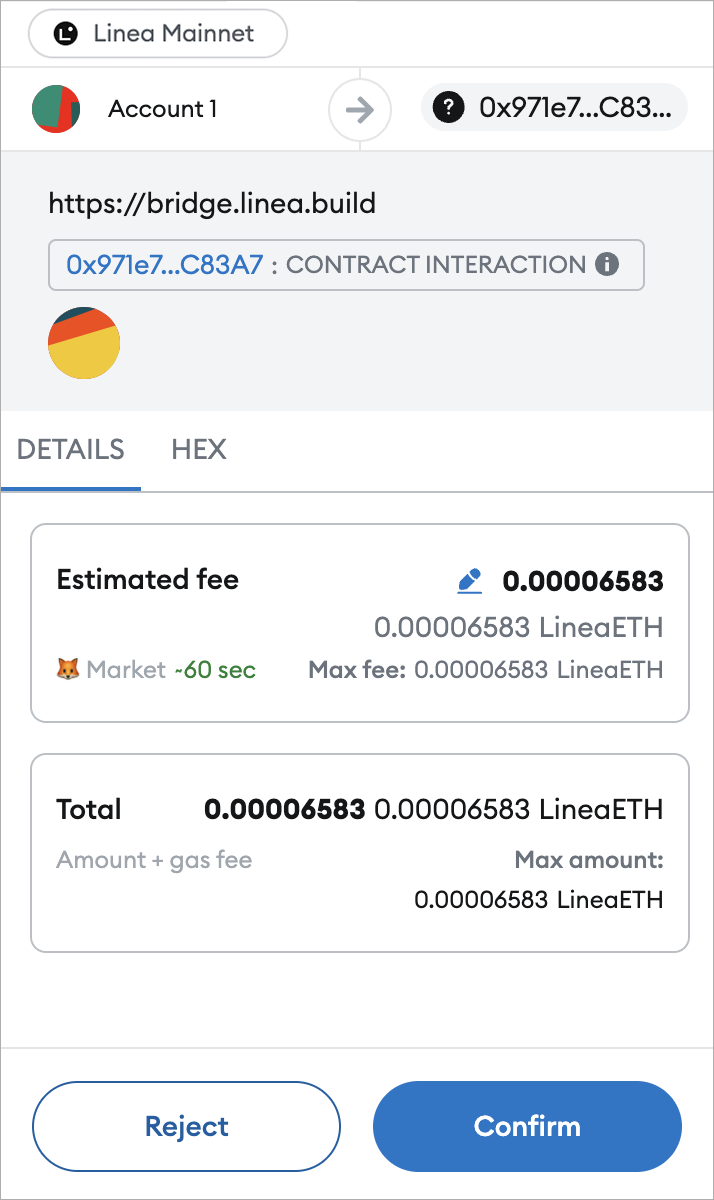 Linea Mainnet
Account 1
? 0x971e7...C83...
https://bridge.linea.build
0x971e7...C83A7 : CONTRACT INTERACTION i
DETAILS HEX
Estimated fee 0.00006583
0.00006583 LineaETH
Market ~60 sec Max fee: 0.00006583 LineaETH
Total 0.00006583 0.00006583 LineaETH
Amount + gas fee Max amount:
0.00006583 LineaETH
Reject Confirm